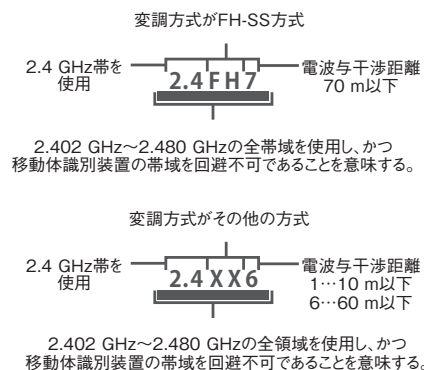 変調方式がFH-SS方式
2.4 GHz帯を
使用
2.4FH7
電波与干渉距離
70 m以下
2.402 GHz～2.480 GHzの全帯域を使用し、かつ
移動体識別装置の帯域を回避不可であることを意味する。
変調方式がその他の方式
2.4 GHz帯を
使用
2.4XX6
電波与干渉距離
1…10 m以下
6…60 m以下
2.402 GHz～2.480 GHzの全領域を使用し、かつ
移動体識別装置の帯域を回避不可であることを意味する。